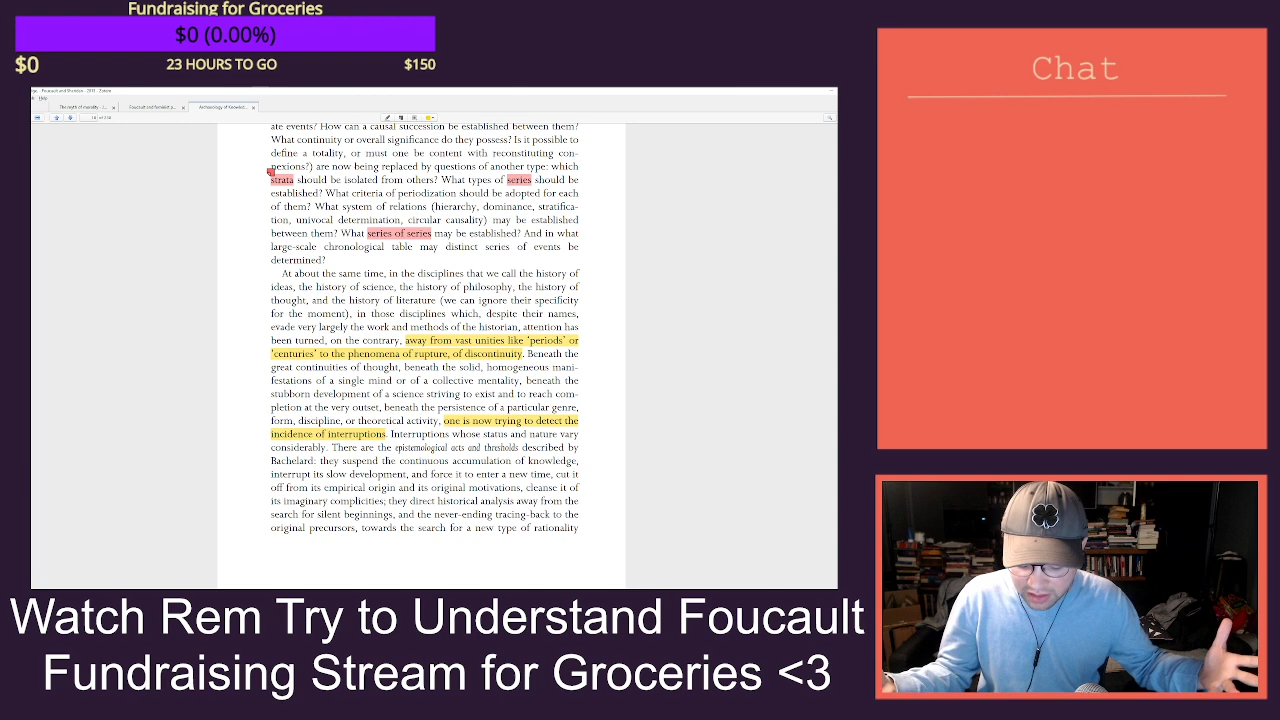 Fundraising for Groceries
$0 (0.00%)
$0 23 HOURS TO GO $150
Foucault and Sheridan
Help
The myth of morality
Foucault and feminist p...
Archaeology of Knowled...
ate events? How can a causal succession be established between them?
What continuity or overall significance do they possess? Is it possible to
define a totality, or must one be content with reconstituting con-
nexions?) are now being replaced by questions of another type: which
strata should be isolated from others? What types of series should be
established? What criteria of periodization should be adopted for each
of them? What system of relations (hierarchy, dominance, stratifica-
tion, univocal determination, circular causality) may be established
between them? What series of series may be established? And in what
large-scale chronological table may distinct series of events be
determined?
At about the same time, in the disciplines that we call the history of
ideas, the history of science, the history of philosophy, the history of
thought, and the history of literature (we can ignore their specificity
for the moment), in those disciplines which, despite their names,
evade very largely the work and methods of the historian, attention has
been turned, on the contrary, away from vast unities like 'periods' or
'centuries' to the phenomena of rupture, of discontinuity. Beneath the
great continuities of thought, beneath the solid, homogeneous mani-
festations of a single mind or of a collective mentality, beneath the
stubborn development of a science striving to exist and to reach com-
pletion at the very outset, beneath the persistence of a particular genre,
form, discipline, or theoretical activity, one is now trying to detect the
incidence of interruptions. Interruptions whose status and nature vary
considerably. There are the epistemological acts and thresholds described by
Bachelard: they suspend the continuous accumulation of knowledge,
interrupt its slow development, and force it to enter a new time, cut it
off from its empirical origin and its original motivations, cleanse it of
its imaginary complicities; they direct historical analysis away from the
search for silent beginnings, and the never-ending tracing-back to the
original precursors, towards the search for a new type of rationality
Chat
Watch Rem Try to Understand Foucault
Fundraising Stream for Groceries <3